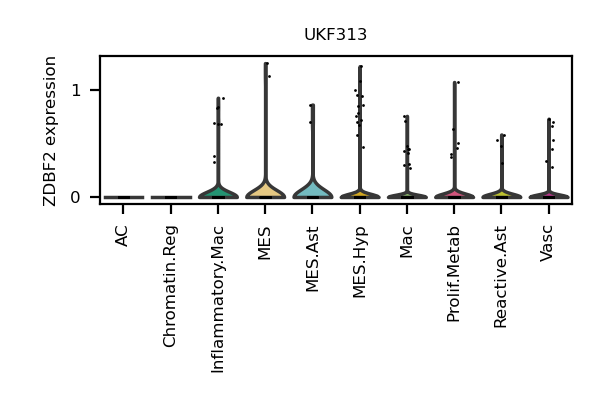 UKF313
ZDBF2 expression
1
0
AC
Chromatin.Reg
Inflammatory.Mac
MES
MES.Ast
MES.Hyp
Mac
Prolif.Metab
Reactive.Ast
Vasc